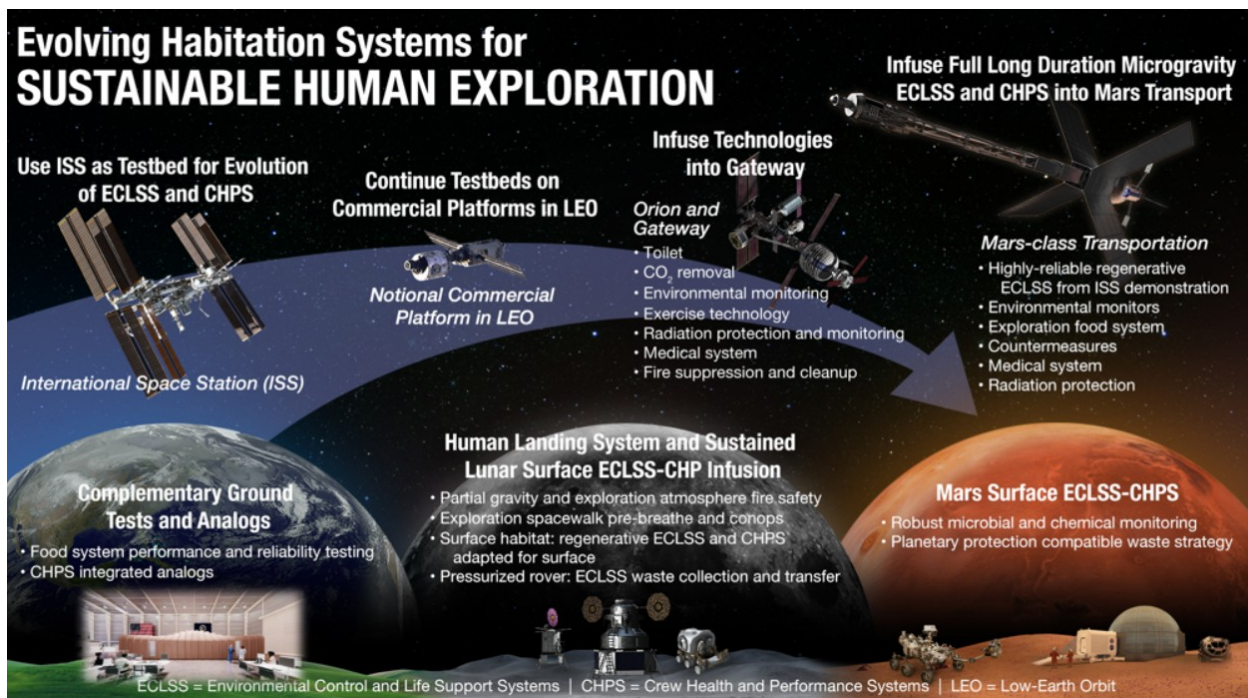 Evolving Habitation Systems for
SUSTAINABLE HUMAN EXPLORATION
Use ISS as Testbed for Evolution
of ECLSS and CHPS
International Space Station (ISS)
Continue Testbeds on
Commercial Platforms in LEO
Notional Commercial
Platform in LEO
Infuse Technologies
into Gateway
Orion and
Gateway
• Toilet
• CO₂ removal
• Environmental monitoring
• Exercise technology
• Radiation protection and monitoring
• Medical system
• Fire suppression and cleanup
Infuse Full Long Duration Microgravity
ECLSS and CHPS into Mars Transport
Mars-class Transportation
• Highly-reliable regenerative
ECLSS from ISS demonstration
• Environmental monitors
• Exploration food system
• Countermeasures
• Medical system
• Radiation protection
Complementary Ground
Tests and Analogs
• Food system performance and reliability testing
• CHPS integrated analogs
Human Landing System and Sustained
Lunar Surface ECLSS-CHP Infusion
• Partial gravity and exploration atmosphere fire safety
• Exploration spacewalk pre-breathe and conops
• Surface habitat: regenerative ECLSS and CHPS
adapted for surface
• Pressurized rover: ECLSS waste collection and transfer
Mars Surface ECLSS-CHPS
• Robust microbial and chemical monitoring
• Planetary protection compatible waste strategy
ECLSS = Environmental Control and Life Support Systems | CHPS = Crew Health and Performance Systems | LEO = Low-Earth Orbit